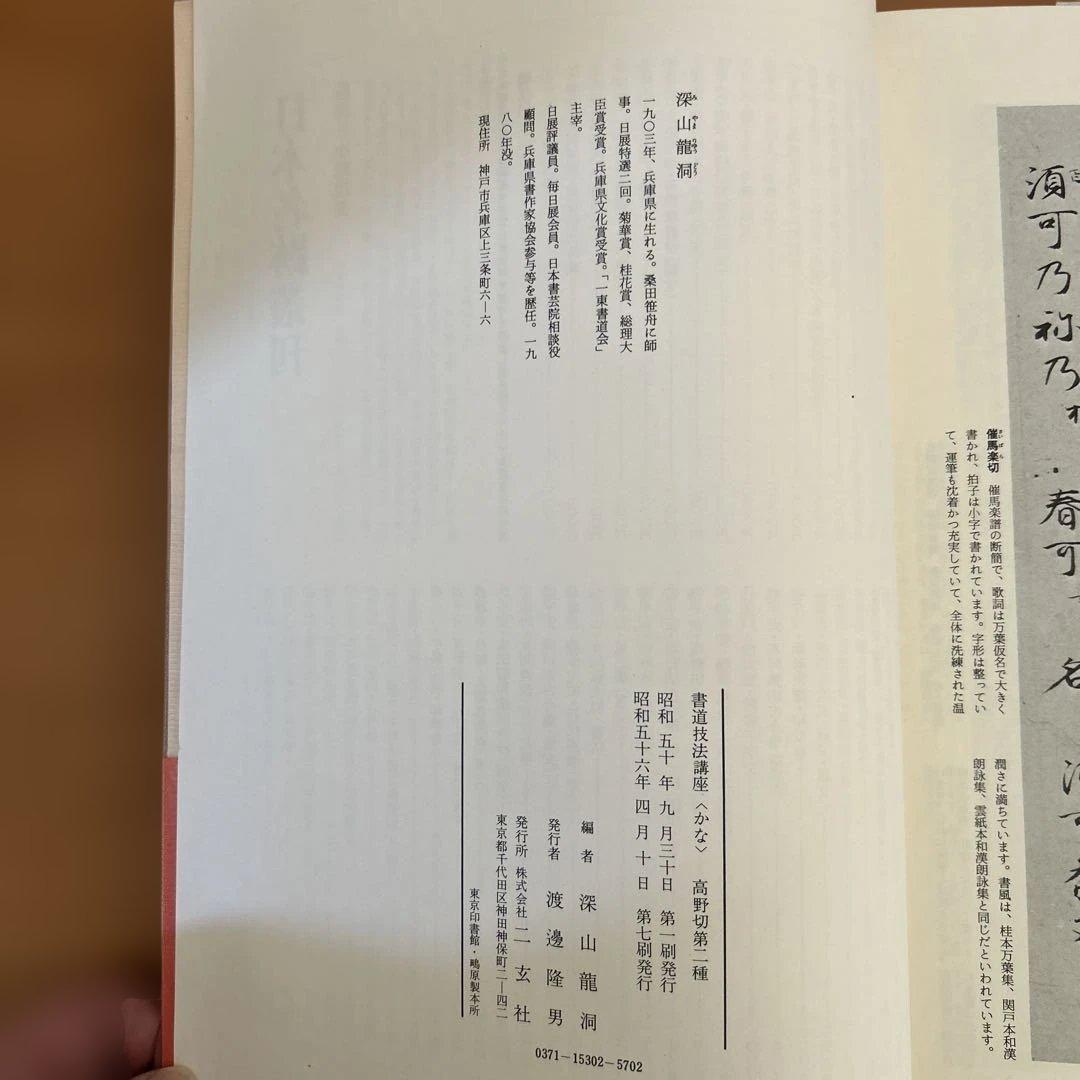 深山龍洞
みやまりゅうどう
一九〇三年、兵庫県に生れる。桑田笹舟に師
事。日展特選二回。菊華賞、桂花賞、総理大
臣賞受賞。兵庫県文化賞受賞。「一東書道会」
主宰。
日展評議員。毎日展会員。日本書芸院相談役
顧問。兵庫県書作家協会参与等を歴任。一九
八〇年没。
現住所 神戸市兵庫区上三条町六―六
書道技法講座〈かな〉 高野切第二種
昭和五十年九月三十日 第一刷発行
昭和五十六年四月十日 第七刷発行
編者 深山龍洞
発行者 渡邊隆男
発行所 株式会社二玄社
東京都千代田区神田神保町二―四二
東京印書館・鴫原製本所
0371―15302―5702
須可乃祢乃
春可
名
催馬楽切 催馬楽譜の断簡で、歌詞は万葉仮名で大きく
さいばら
書かれ、拍子は小字で書かれています。字形は整ってい
て、運筆も沈着かつ充実していて、全体に洗練された温
潤さに満ちています。書風は、桂本万葉集、関戸本和漢
朗詠集、雲紙本和漢朗詠集と同じだといわれています。